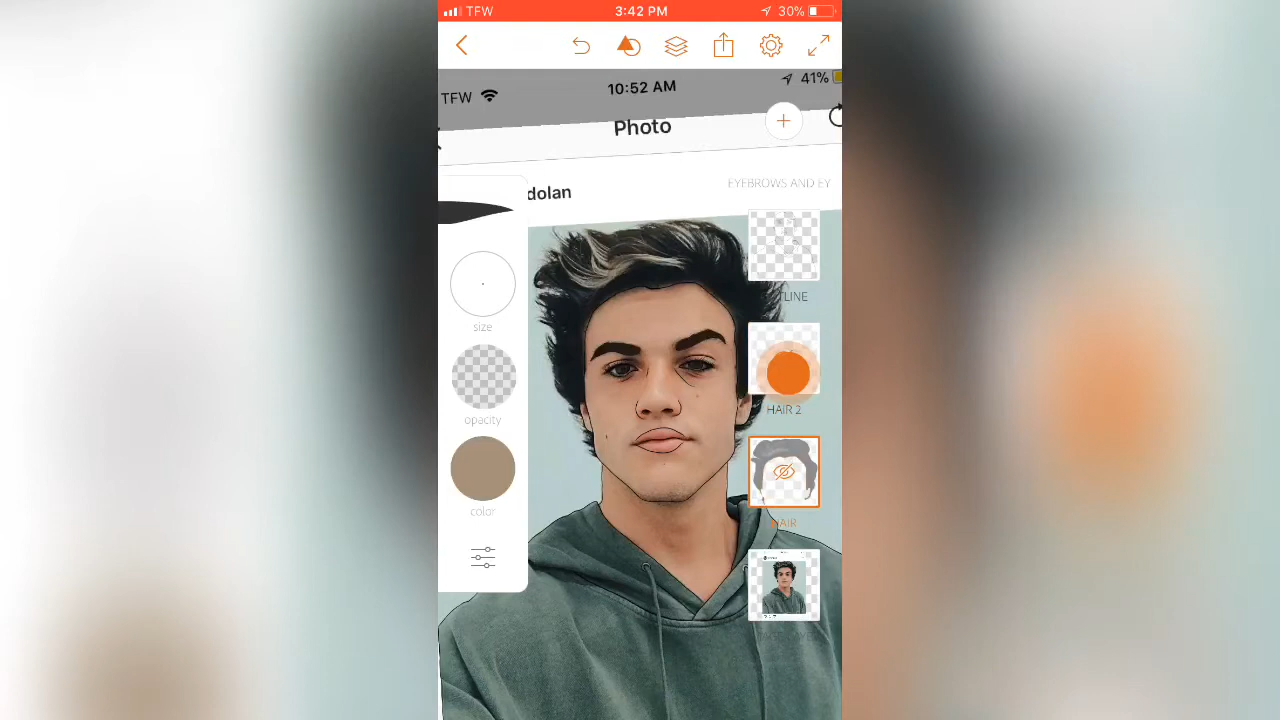 TFW 3:42 PM 30%
TFW 10:52 AM 41%
Photo
dolan
EYEBROWS AND EY
TLINE
size
HAIR 2
opacity
color
HAIR